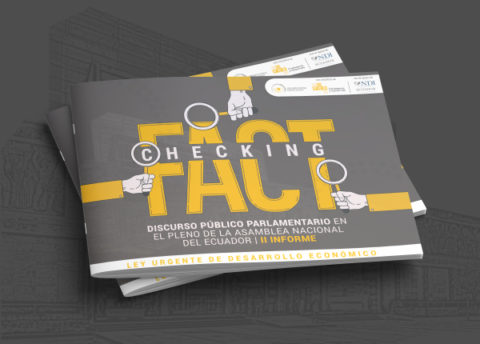 NDI
FACT
CHECKING
DISCURSO PÚBLICO PARLAMENTARIO EN
EL PLENO DE LA ASAMBLEA NACIONAL
DEL ECUADOR | II INFORME
LEY URGENTE DE DESARROLLO ECONÓMICO